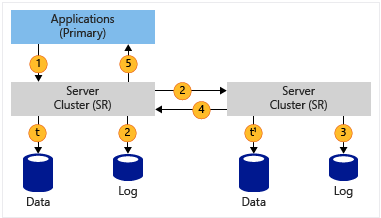 Applications
(Primary)
1
5
Server
Cluster (SR)
2
4
Server
Cluster (SR)
t
2
t¹
3
Data
Log
Data
Log